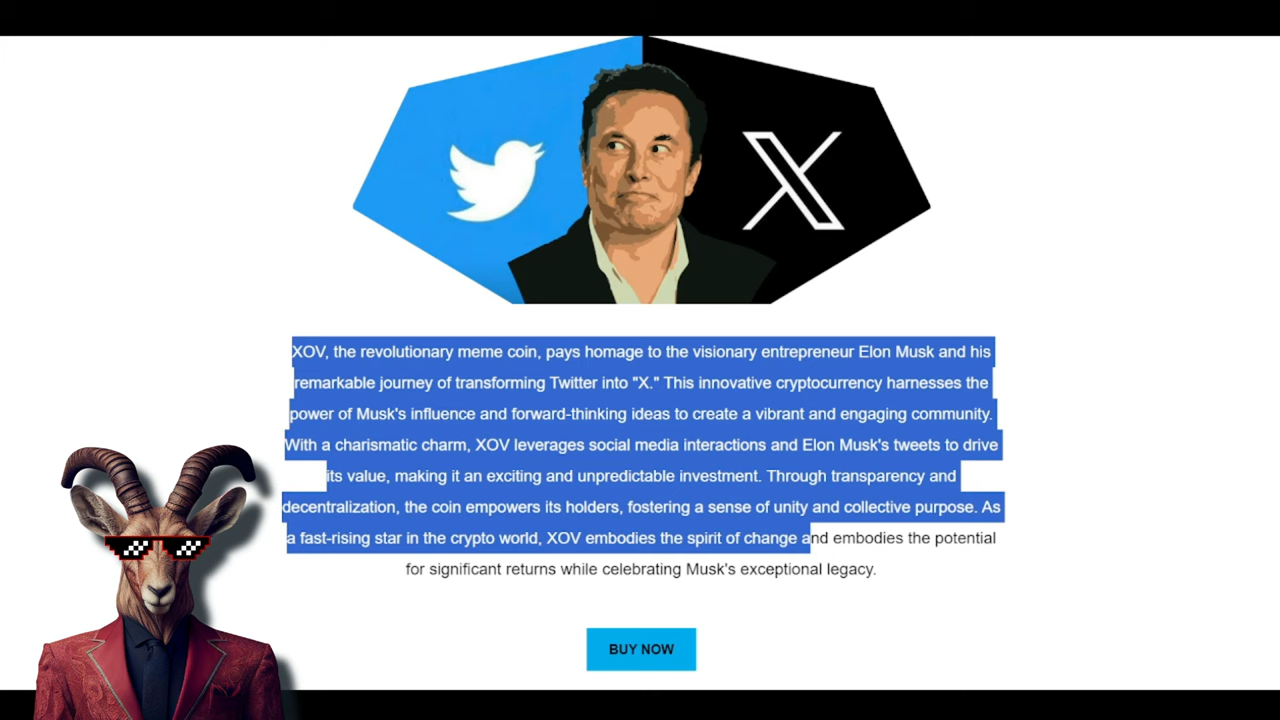 XOV, the revolutionary meme coin, pays homage to the visionary entrepreneur Elon Musk and his
remarkable journey of transforming Twitter into "X." This innovative cryptocurrency harnesses the
power of Musk's influence and forward-thinking ideas to create a vibrant and engaging community.
With a charismatic charm, XOV leverages social media interactions and Elon Musk's tweets to drive
its value, making it an exciting and unpredictable investment. Through transparency and
decentralization, the coin empowers its holders, fostering a sense of unity and collective purpose. As
a fast-rising star in the crypto world, XOV embodies the spirit of change and embodies the potential
for significant returns while celebrating Musk's exceptional legacy.
BUY NOW